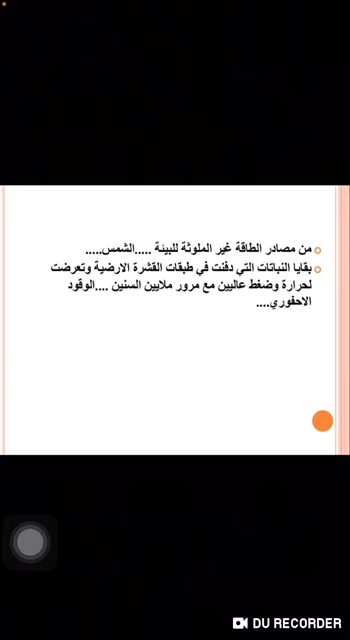 من مصادر الطاقة غير الملوثة للبيئة .....الشمس.....
بقايا النباتات التي دفنت في طبقات القشرة الارضية وتعرضت
لحرارة وضغط عاليين مع مرور ملايين السنين ....الوقود
الاحفوري....
DU RECORDER